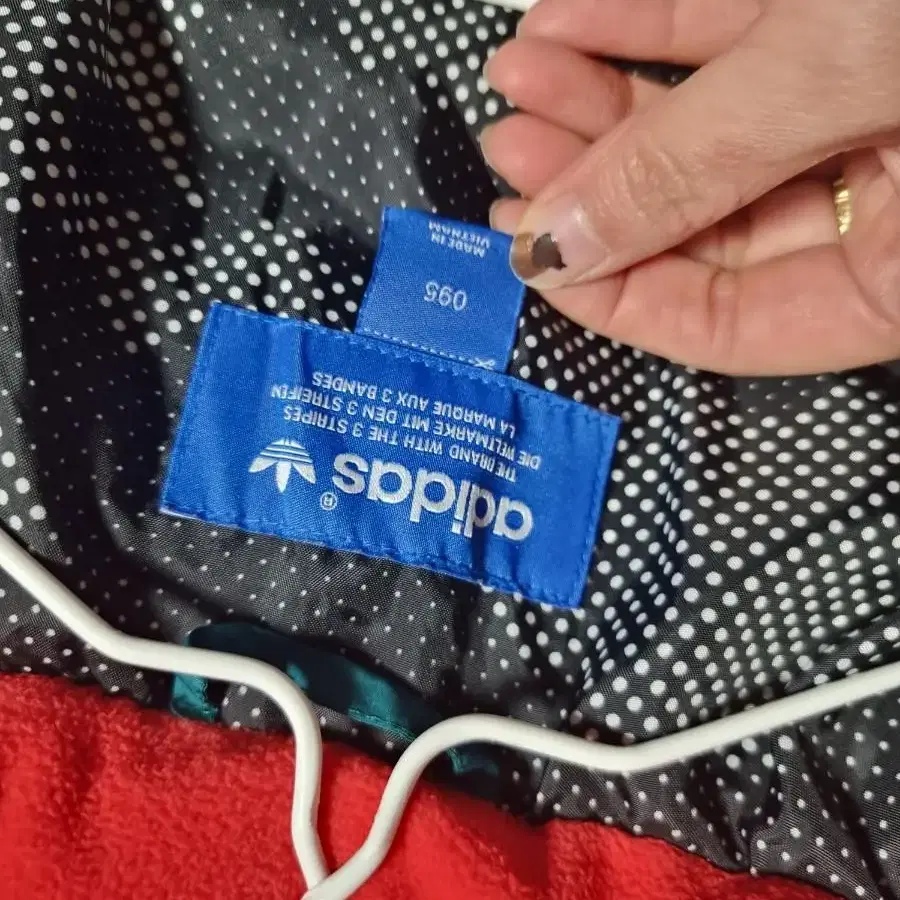 adidas®
THE BRAND WITH THE 3 STRIPES
DIE WELTMARKE MIT DEN 3 STREIFEN
LA MARQUE AUX 3 BANDES
095
MADE IN
VIETNAM